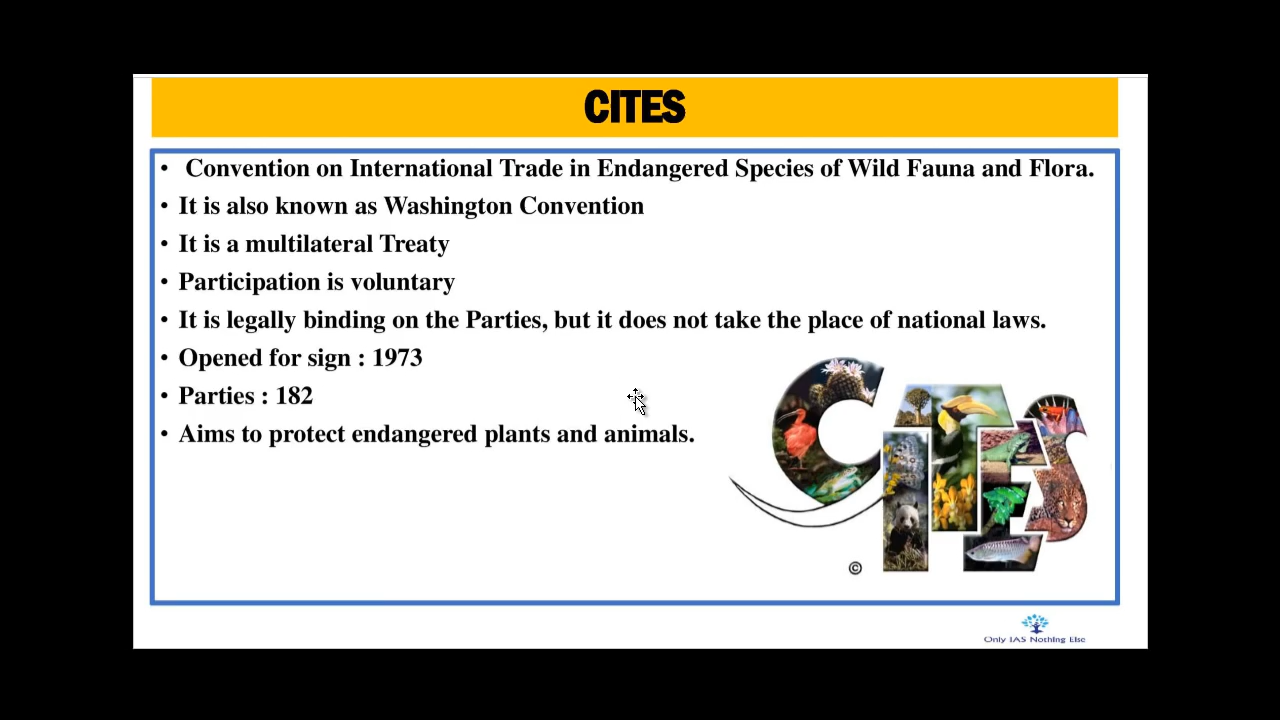 CITES
• Convention on International Trade in Endangered Species of Wild Fauna and Flora.
• It is also known as Washington Convention
• It is a multilateral Treaty
• Participation is voluntary
• It is legally binding on the Parties, but it does not take the place of national laws.
• Opened for sign : 1973
• Parties : 182
• Aims to protect endangered plants and animals.
CITES
©
Only IAS Nothing Else